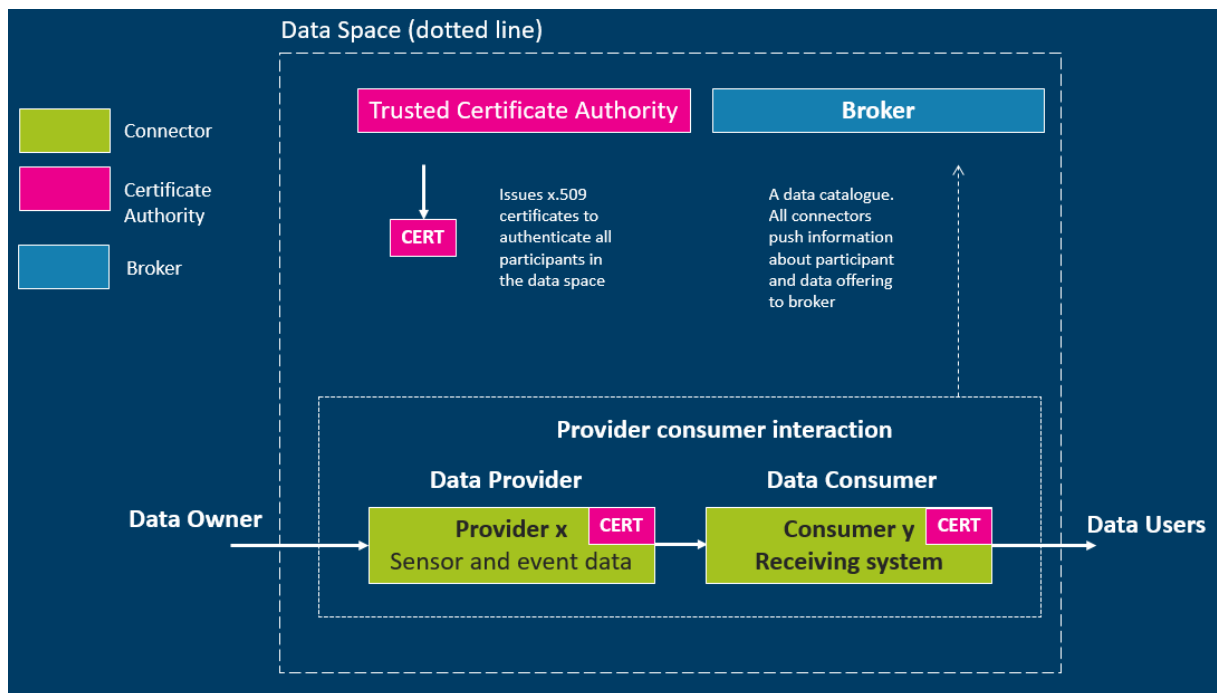 Data Space (dotted line)
Connector
Certificate
Authority
Broker
Trusted Certificate Authority
Broker
CERT
Issues x.509
certificates to
authenticate all
participants in
the data space
A data catalogue.
All connectors
push information
about participant
and data offering
to broker
Provider consumer interaction
Data Provider
Data Consumer
Data Owner
Provider x
CERT
Sensor and event data
Consumer y
CERT
Receiving system
Data Users